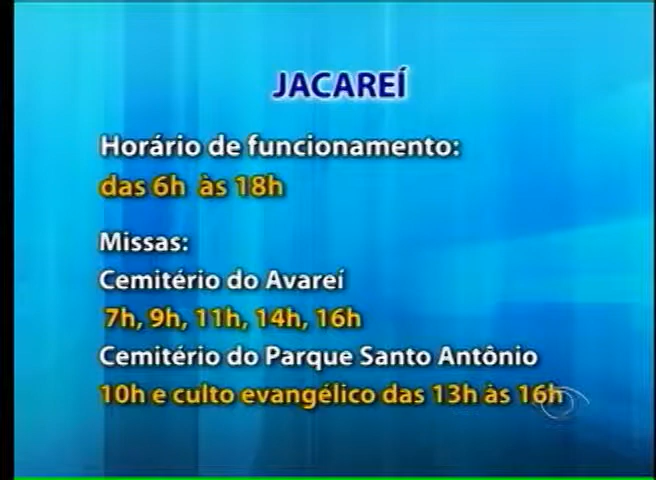 JACAREÍ
Horário de funcionamento:
das 6h às 18h
Missas:
Cemitério do Avareí
7h, 9h, 11h, 14h, 16h
Cemitério do Parque Santo Antônio
10h e culto evangélico das 13h às 16h